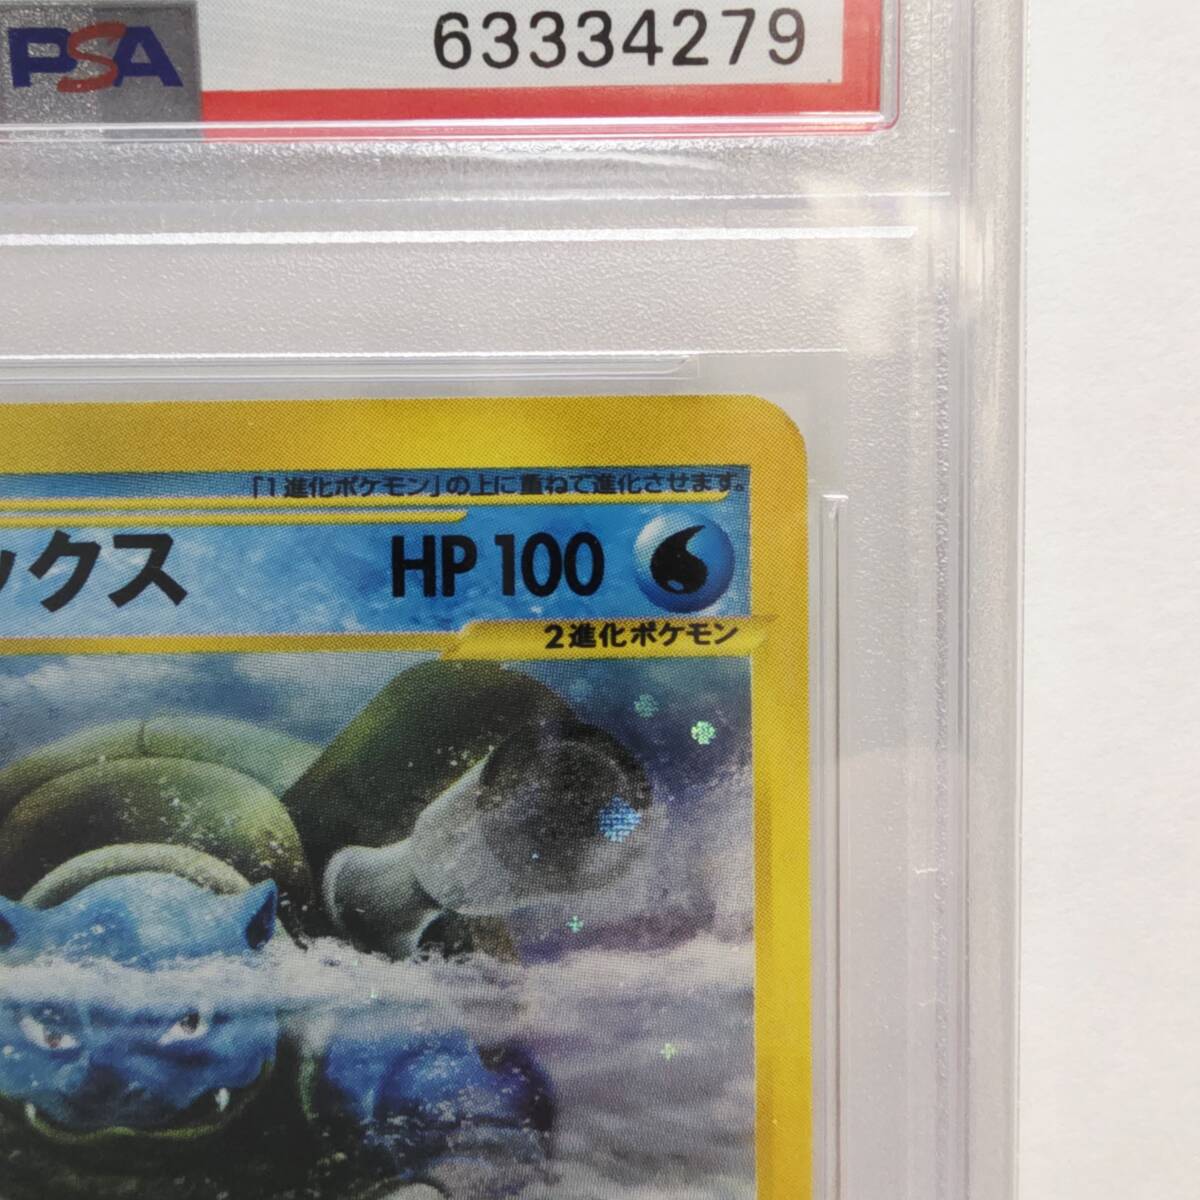 PSA
63334279
「1進化ポケモン」の上に重ねて進化させます。
ックス HP 100
2進化ポケモン